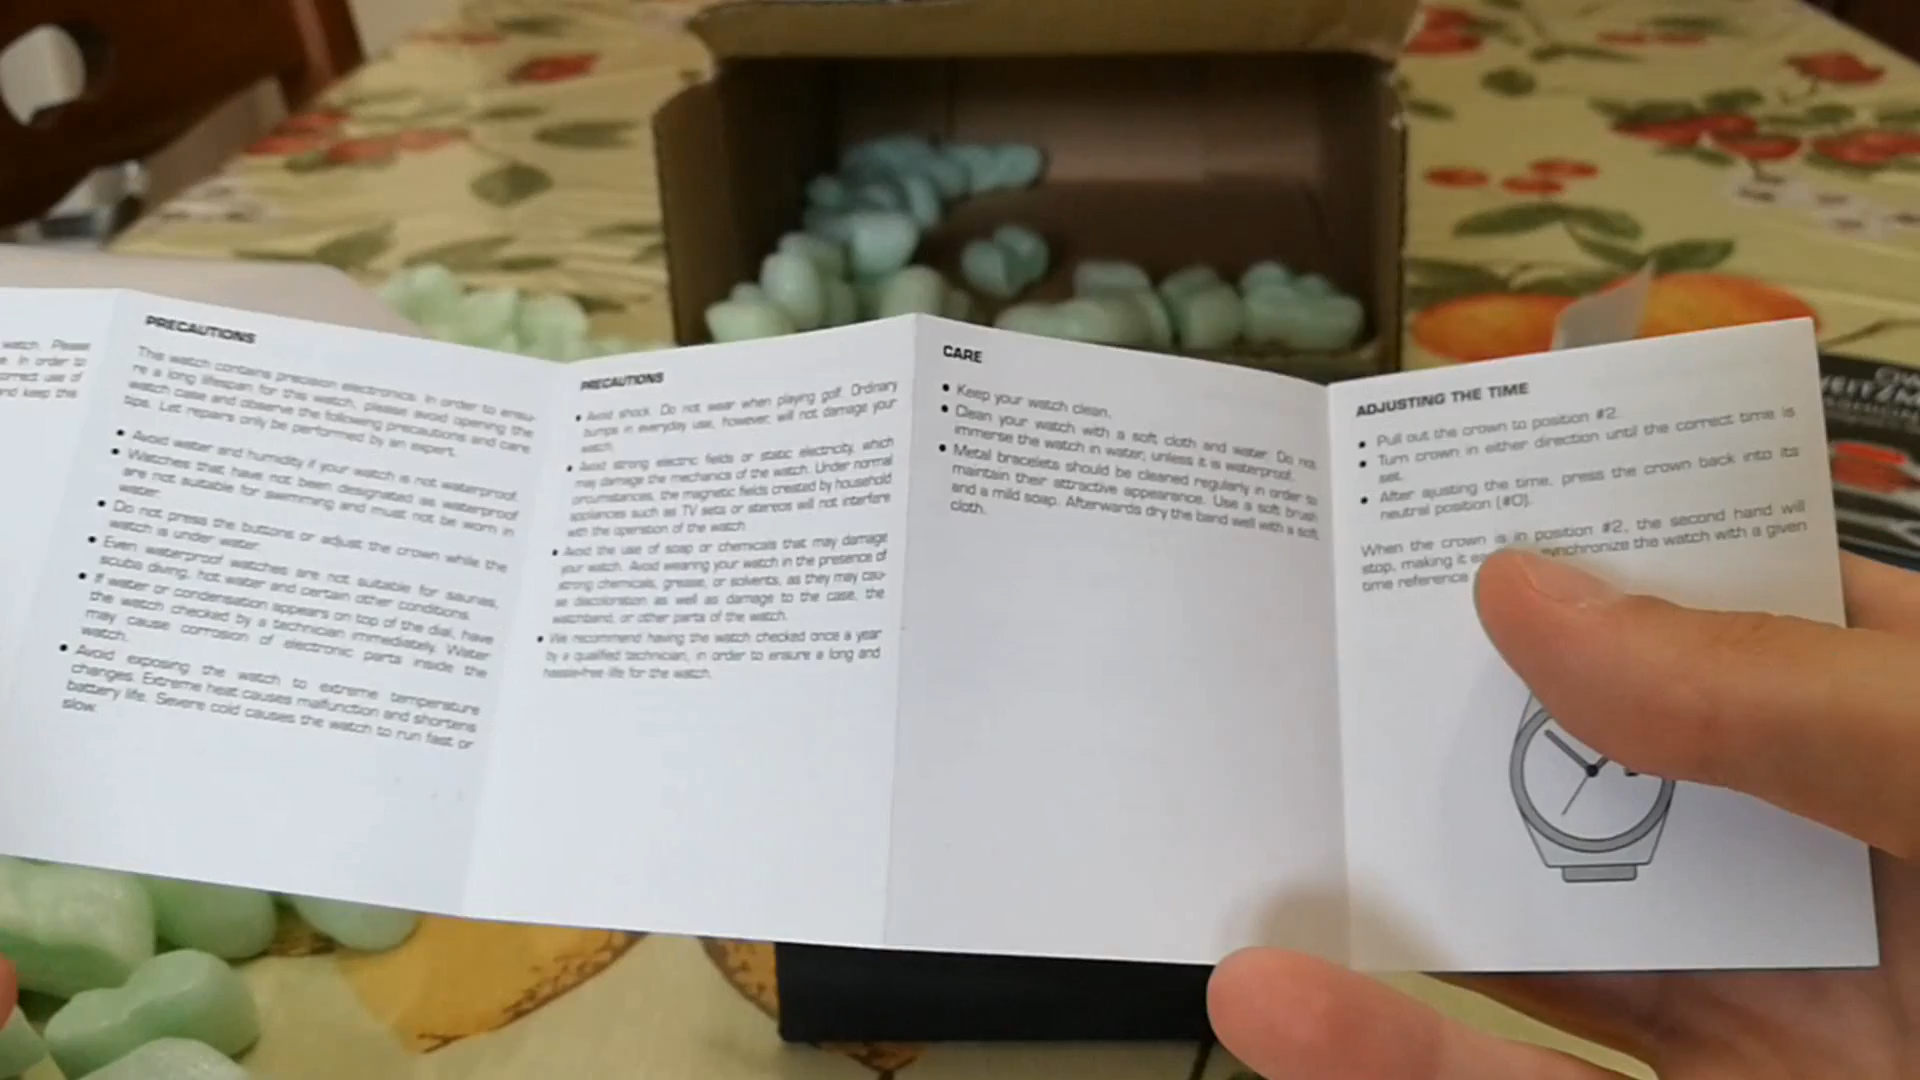 watch. Please
In order to
correct use of
and keep this
PRECAUTIONS
This watch contains precision electronics. In order to ensu-
re a long lifespan for this watch, please avoid opening the
watch case and observe the following precautions and care
tips. Let repairs only be performed by an expert.
• Avoid water and humidity if your watch is not waterproof.
• Watches that have not been designated as waterproof
are not suitable for swimming and must not be worn in
water.
• Do not press the buttons or adjust the crown while the
watch is under water.
• Even waterproof watches are not suitable for saunas,
scuba diving, hot water and certain other conditions.
• If water or condensation appears on top of the dial, have
the watch checked by a technician immediately. Water
may cause corrosion of electronic parts inside the
watch.
• Avoid exposing the watch to extreme temperature
changes. Extreme heat causes malfunction and shortens
battery life. Severe cold causes the watch to run fast or
slow.
PRECAUTIONS
• Avoid shock. Do not wear when playing golf. Ordinary
bumps in everyday use, however, will not damage your
watch.
• Avoid strong electric fields or static electricity, which
may damage the mechanics of the watch. Under normal
circumstances, the magnetic fields created by household
appliances such as TV sets or stereos will not interfere
with the operation of the watch
• Avoid the use of soap or chemicals that may damage
your watch. Avoid wearing your watch in the presence of
strong chemicals, grease, or solvents, as they may cau-
se discoloration as well as damage to the case, the
watchband, or other parts of the watch.
• We recommend having the watch checked once a year
by a qualified technician, in order to ensure a long and
hassle-free life for the watch.
CARE
• Keep your watch clean.
• Clean your watch with a soft cloth and water. Do not
immerse the watch in water, unless it is waterproof.
• Metal bracelets should be cleaned regularly in order to
maintain their attractive appearance. Use a soft brush
and a mild soap. Afterwards dry the band well with a soft
cloth.
ADJUSTING THE TIME
• Pull out the crown to position #2.
• Turn crown in either direction until the correct time is
set.
• After ajusting the time, press the crown back into its
neutral position (#0).
When the crown is in position #2, the second hand will
stop, making it synchronize the watch with a given
time reference